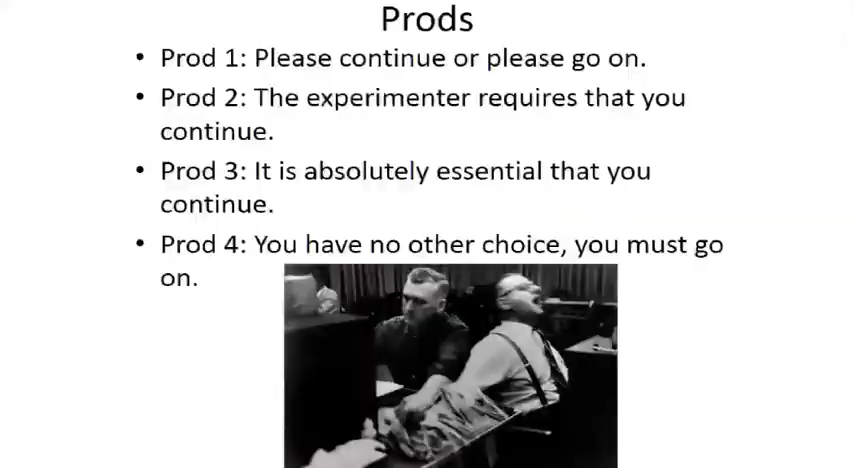 Prods
• Prod 1: Please continue or please go on.
• Prod 2: The experimenter requires that you
continue.
• Prod 3: It is absolutely essential that you
continue.
• Prod 4: You have no other choice, you must go
on.